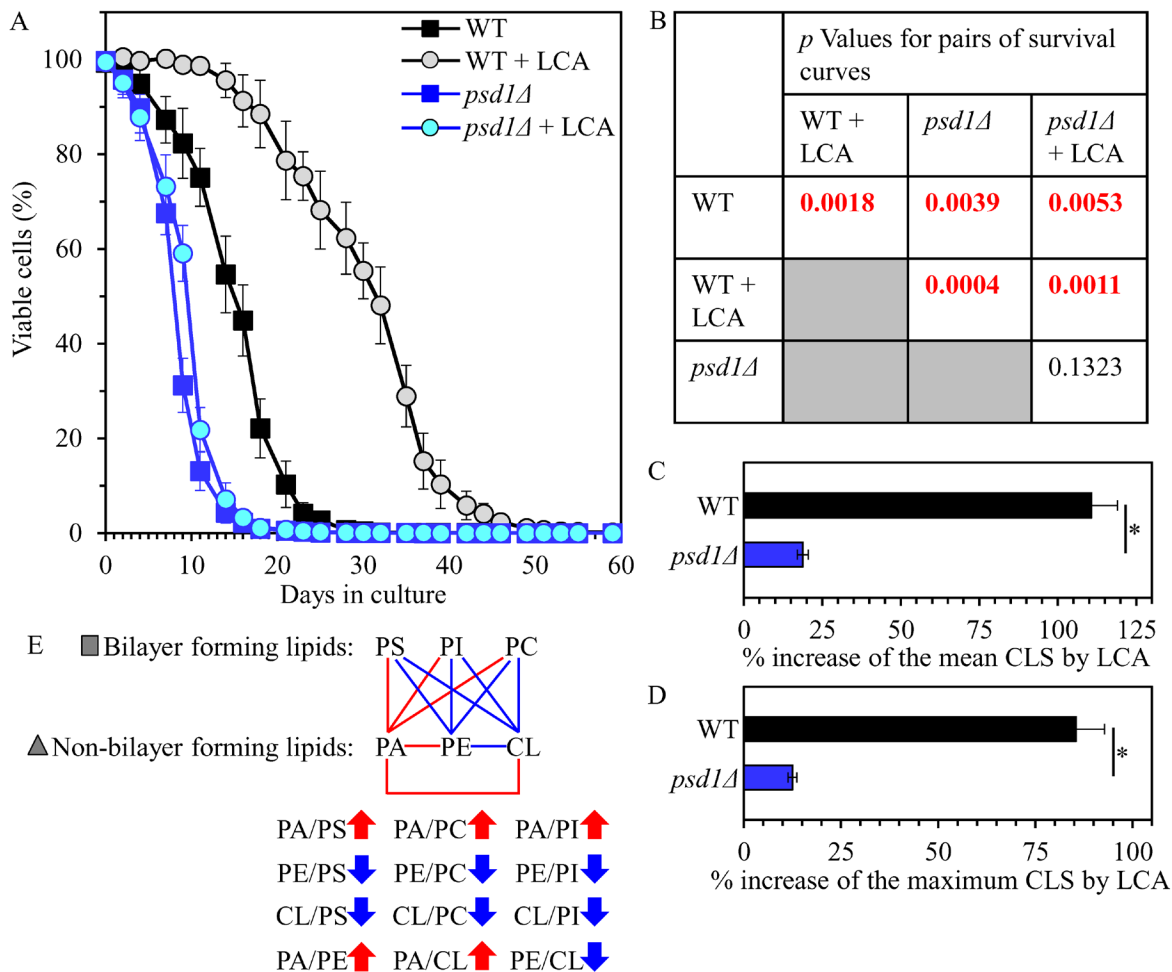 A
WT
WT + LCA
psd1Δ
psd1Δ + LCA
Viable cells (%)
100
80
60
40
20
0
0 10 20 30 40 50 60
Days in culture
B
p Values for pairs of survival
curves
WT +
LCA
psd1Δ
psd1Δ
+ LCA
WT 0.0018 0.0039 0.0053
WT +
LCA
0.0004 0.0011
psd1Δ 0.1323
C
WT
psd1Δ
*
0 25 50 75 100 125
% increase of the mean CLS by LCA
D
WT
psd1Δ
*
0 25 50 75 100
% increase of the maximum CLS by LCA
E
Bilayer forming lipids: PS PI PC
Non-bilayer forming lipids: PA PE CL
PA/PS PA/PC PA/PI
PE/PS PE/PC PE/PI
CL/PS CL/PC CL/PI
PA/PE PA/CL PE/CL